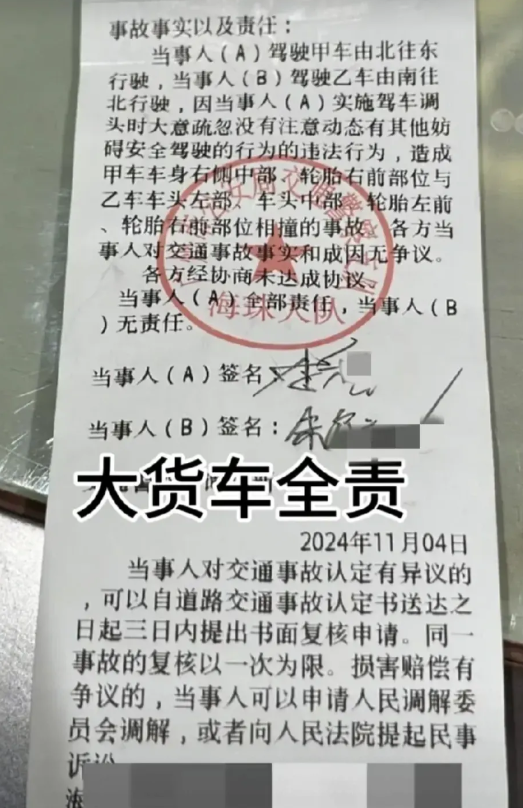 事故事实以及责任：
当事人(A)驾驶甲车由北往东
行驶，当事人(B)驾驶乙车由南往
北行驶，因当事人(A)实施驾车调
头时大意疏忽没有注意动态有其他妨
碍安全驾驶的行为的违法行为，造成
甲车车身右侧中部、轮胎右前部位与
乙车车头左部、车头中部、轮胎左前
、轮胎右前部位相撞的事故。各方当
事人对交通事故事实和成因无争议。
各方经协商未达成协议。
当事人(A)全部责任，当事人(B
)无责任。
海珠大队
当事人(A)签名：
当事人(B)签名：
大货车全责
2024年11月04日
当事人对交通事故认定有异议的
，可以自道路交通事故认定书送达之
日起三日内提出书面复核申请。同一
事故的复核以一次为限。损害赔偿有
争议的，当事人可以申请人民调解委
员会调解，或者向人民法院提起民事
诉讼
海